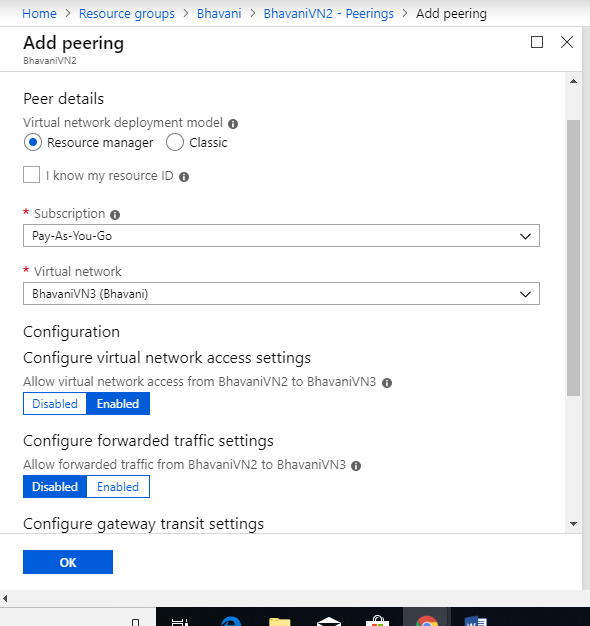 Home > Resource groups > Bhavani > BhavaniVN2 - Peerings > Add peering
Add peering
BhavaniVN2
Peer details
Virtual network deployment model
Resource manager Classic
I know my resource ID
* Subscription
Pay-As-You-Go
* Virtual network
BhavaniVN3 (Bhavani)
Configuration
Configure virtual network access settings
Allow virtual network access from BhavaniVN2 to BhavaniVN3
Disabled Enabled
Configure forwarded traffic settings
Allow forwarded traffic from BhavaniVN2 to BhavaniVN3
Disabled Enabled
Configure gateway transit settings
OK